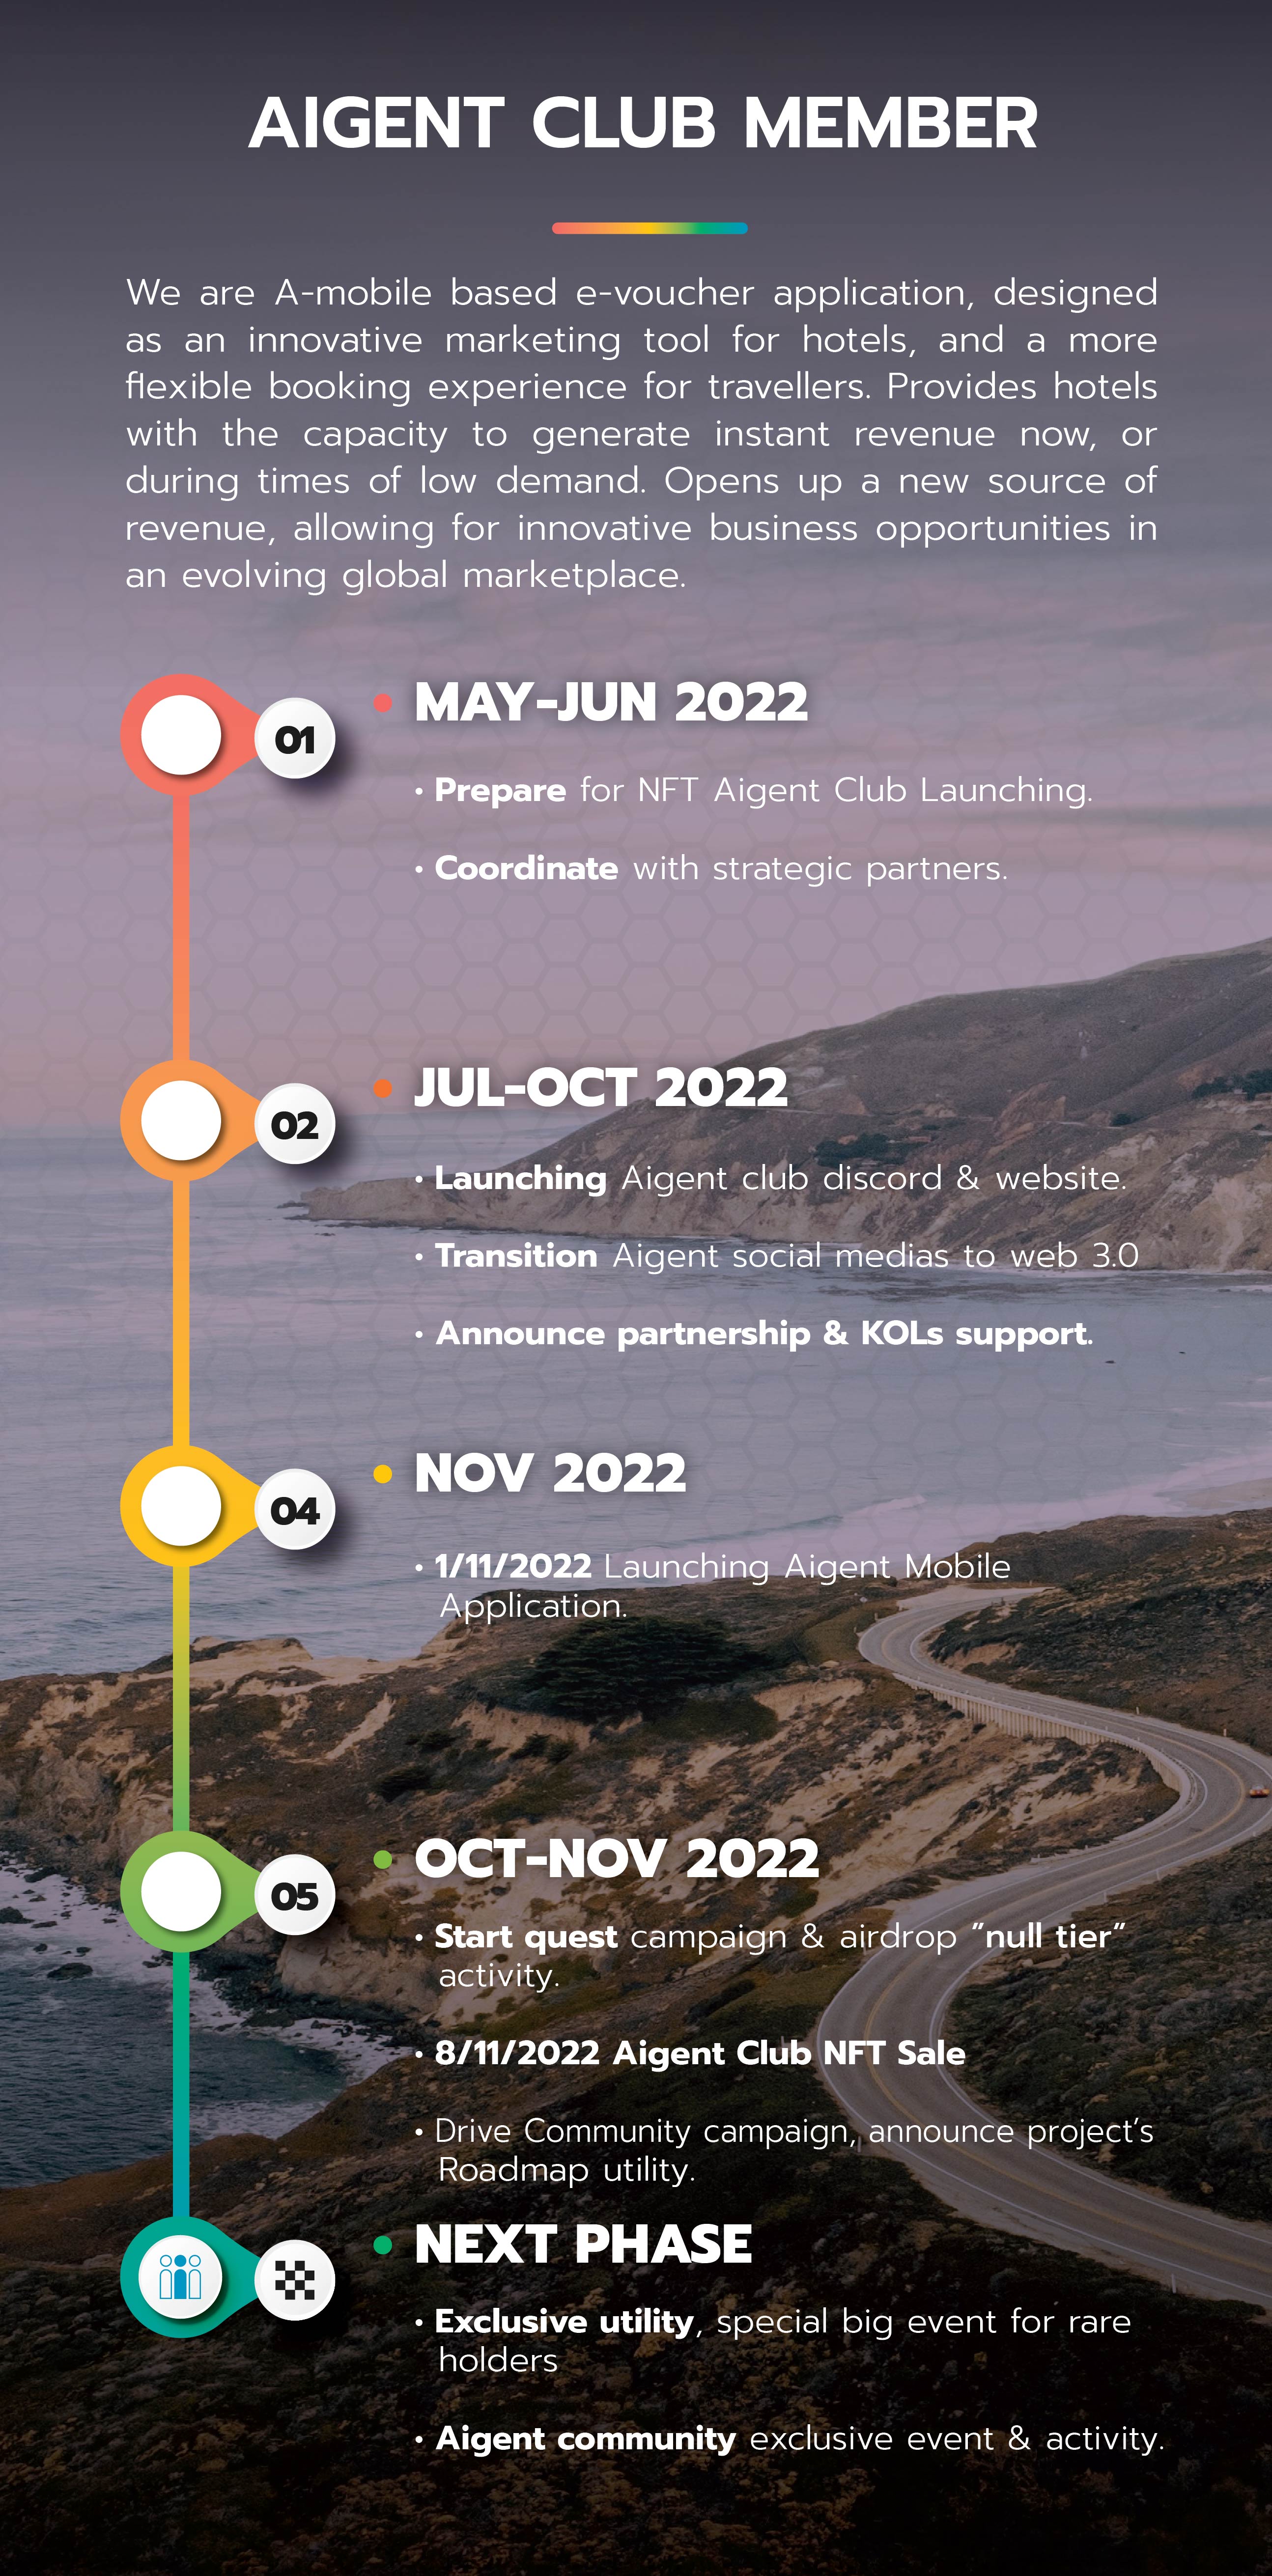 AIGENT CLUB MEMBER
We are A-mobile based e-voucher application, designed
as an innovative marketing tool for hotels, and a more
flexible booking experience for travellers. Provides hotels
with the capacity to generate instant revenue now, or
during times of low demand. Opens up a new source of
revenue, allowing for innovative business opportunities in
an evolving global marketplace.
01
• MAY-JUN 2022
• Prepare for NFT Aigent Club Launching.
• Coordinate with strategic partners.
02
• JUL-OCT 2022
• Launching Aigent club discord & website.
• Transition Aigent social medias to web 3.0
• Announce partnership & KOLs support.
04
• NOV 2022
• 1/11/2022 Launching Aigent Mobile
Application.
05
• OCT-NOV 2022
• Start quest campaign & airdrop "null tier"
activity.
• 8/11/2022 Aigent Club NFT Sale
• Drive Community campaign, announce project's
Roadmap utility.
• NEXT PHASE
• Exclusive utility, special big event for rare
holders
• Aigent community exclusive event & activity.